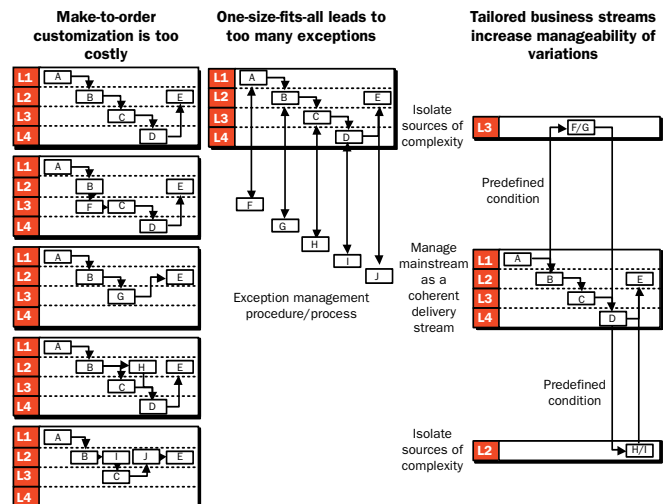 Make-to-order
customization is too
costly
L1
A
L2
B
E
L3
C
L4
D
L1
A
L2
B
E
L3
F
C
L4
D
L1
A
L2
B
E
L3
G
L4
L1
A
L2
B
H
E
L3
C
L4
D
L1
A
L2
B
I
J
E
L3
C
L4
One-size-fits-all leads to
too many exceptions
L1
A
L2
B
E
L3
C
L4
D
F
G
H
I
J
Exception management
procedure/process
Tailored business streams
increase manageability of
variations
Isolate
sources of
complexity
L3
F/G
Predefined
condition
Manage
mainstream
as a
coherent
delivery
stream
L1
A
L2
B
E
L3
C
L4
D
Predefined
condition
Isolate
sources of
complexity
L2
H/I